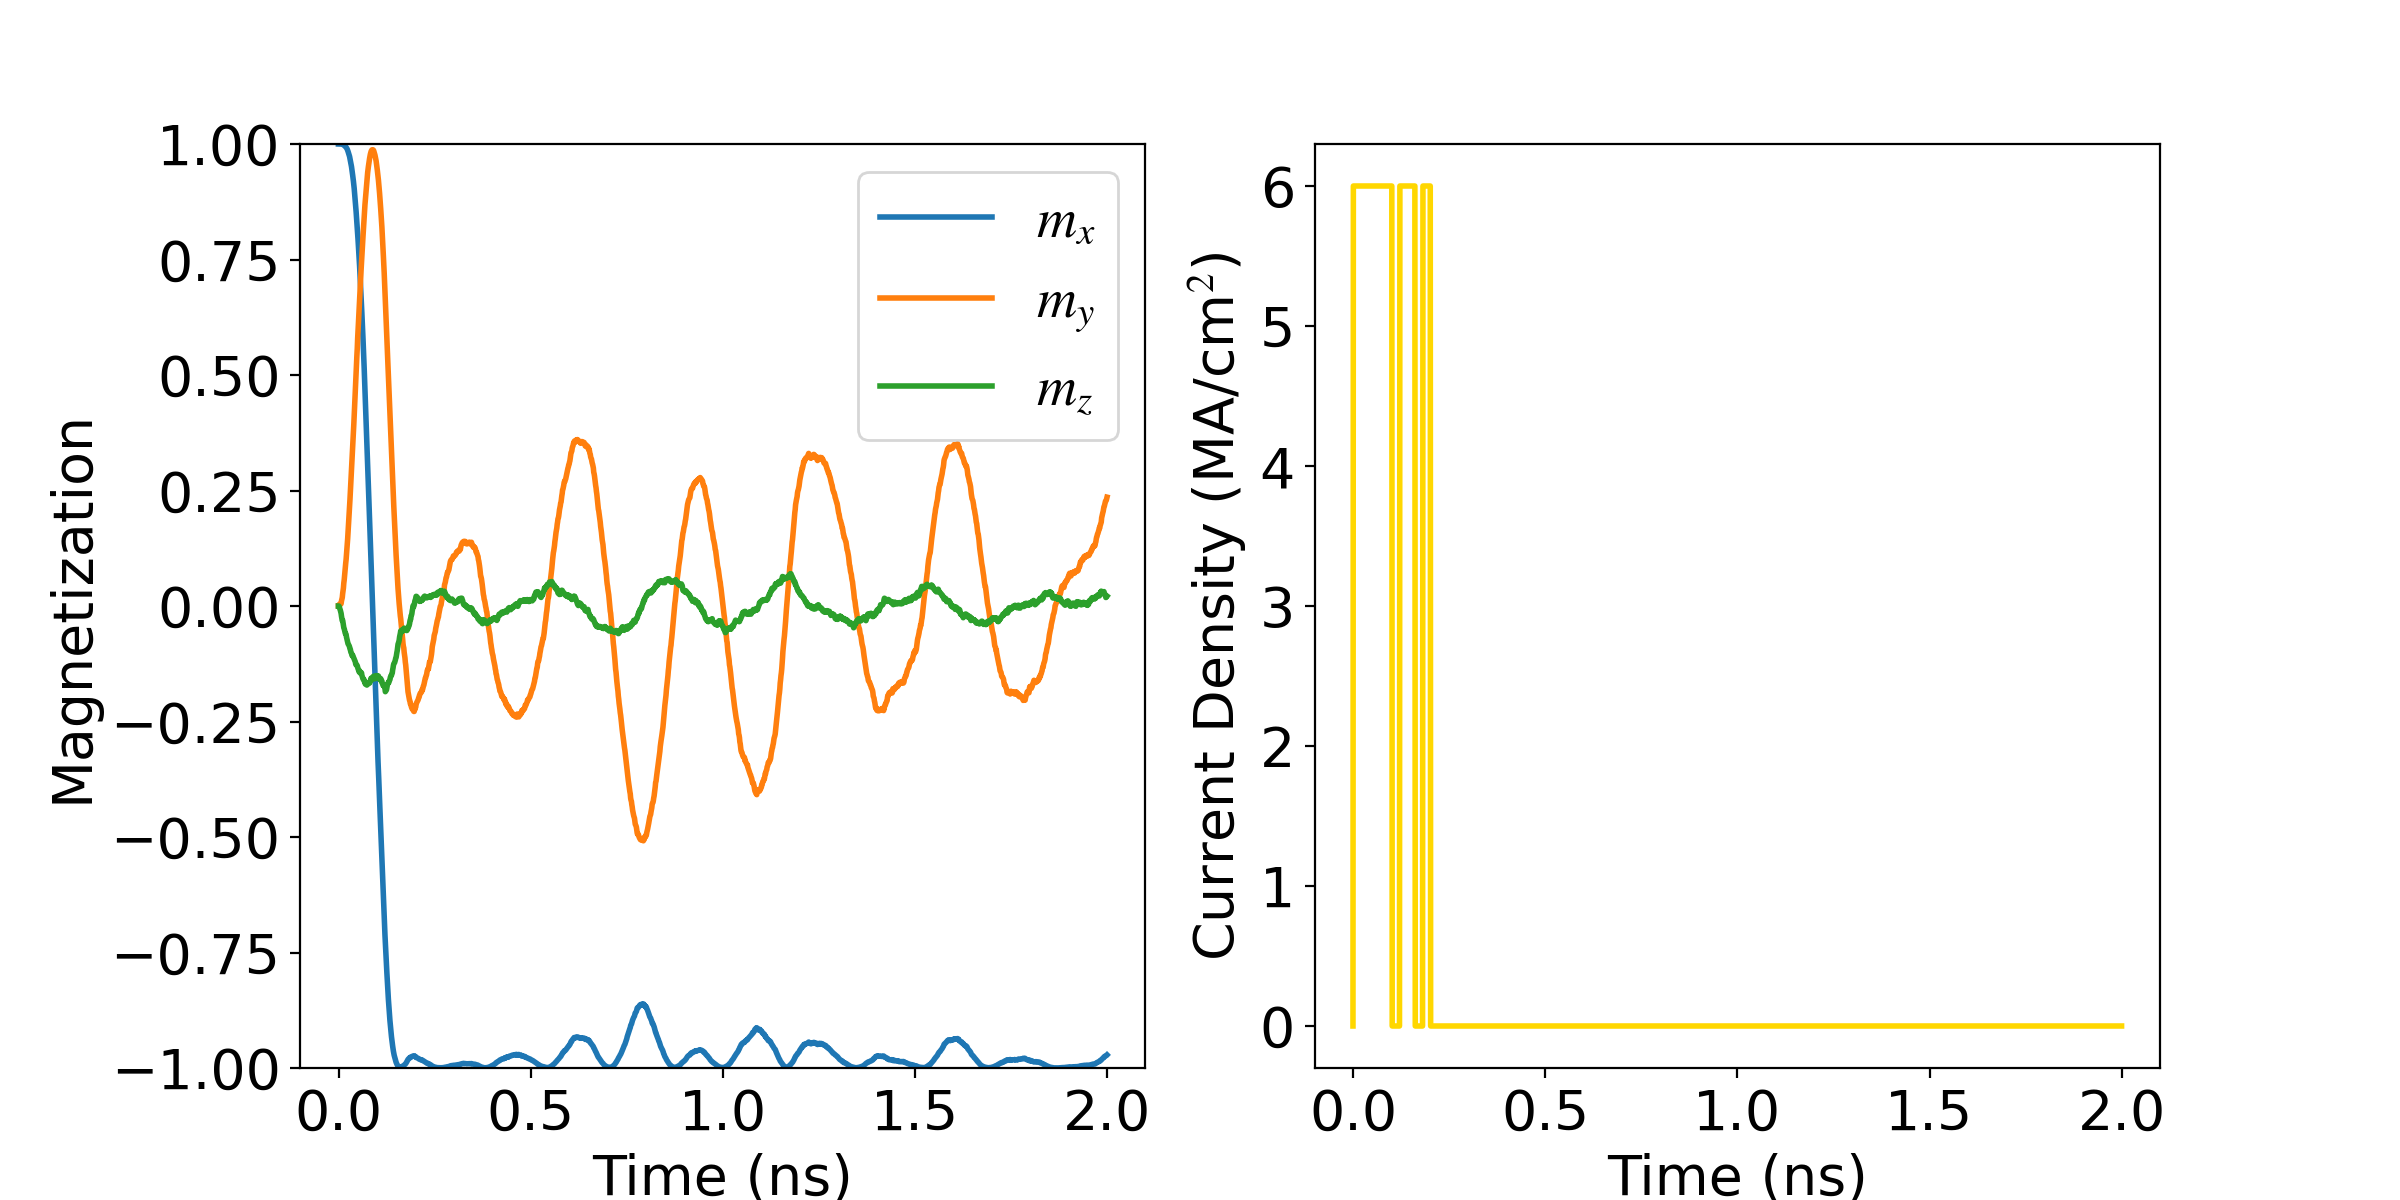 Magnetization
1.00
0.75
0.50
0.25
0.00
−0.25
−0.50
−0.75
−1.00
0.0 0.5 1.0 1.5 2.0
Time (ns)
m_x
m_y
m_z
Current Density (MA/cm²)
6
5
4
3
2
1
0
0.0 0.5 1.0 1.5 2.0
Time (ns)